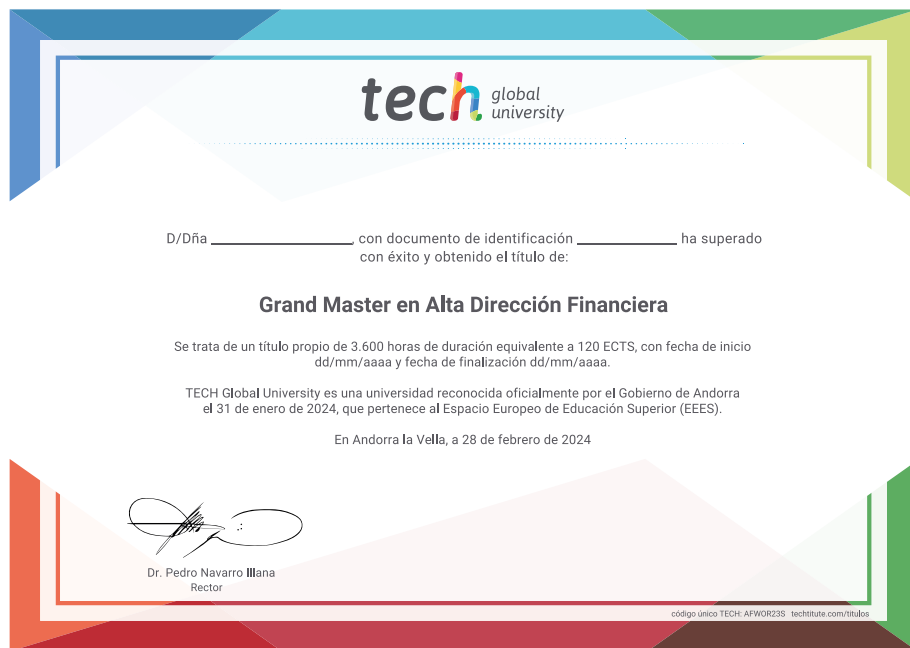 tech global
university
D/Dña ______________, con documento de identificación __________ ha superado
con éxito y obtenido el título de:
Grand Master en Alta Dirección Financiera
Se trata de un título propio de 3.600 horas de duración equivalente a 120 ECTS, con fecha de inicio
dd/mm/aaaa y fecha de finalización dd/mm/aaaa.
TECH Global University es una universidad reconocida oficialmente por el Gobierno de Andorra
el 31 de enero de 2024, que pertenece al Espacio Europeo de Educación Superior (EEES).
En Andorra la Vella, a 28 de febrero de 2024
Dr. Pedro Navarro Illana
Rector
código único TECH: AFWOR23S techtitute.com/titulos